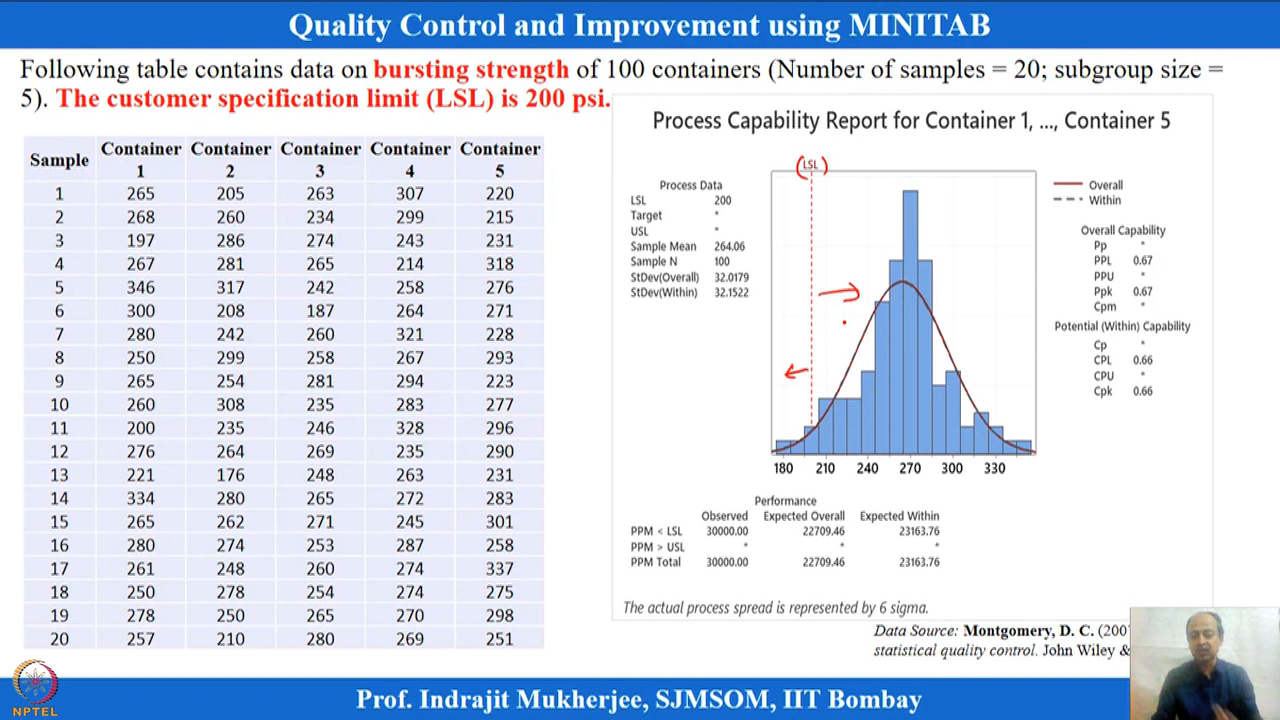 Quality Control and Improvement using MINITAB
Following table contains data on bursting strength of 100 containers (Number of samples = 20; subgroup size =
5). The customer specification limit (LSL) is 200 psi.
Sample Container 1 Container 2 Container 3 Container 4 Container 5
1 265 205 263 307 220
2 268 260 234 299 215
3 197 286 274 243 231
4 267 281 265 214 318
5 346 317 242 258 276
6 300 208 187 264 271
7 280 242 260 321 228
8 250 299 258 267 293
9 265 254 281 294 223
10 260 308 235 283 277
11 200 235 246 328 296
12 276 264 269 235 290
13 221 176 248 263 231
14 334 280 265 272 283
15 265 262 271 245 301
16 280 274 253 287 258
17 261 248 260 274 337
18 250 278 254 274 275
19 278 250 265 270 298
20 257 210 280 269 251
Process Capability Report for Container 1, ..., Container 5
LSL
Process Data
LSL 200
Target *
USL *
Sample Mean 264.06
Sample N 100
StDev(Overall) 32.0179
StDev(Within) 32.1522
Overall
Within
Overall Capability
Pp *
PPL 0.67
PPU *
Ppk 0.67
Cpm *
Potential (Within) Capability
Cp *
CPL 0.66
CPU *
Cpk 0.66
180 210 240 270 300 330
Performance
Observed Expected Overall Expected Within
PPM < LSL 30000.00 22709.46 23163.76
PPM > USL * * *
PPM Total 30000.00 22709.46 23163.76
The actual process spread is represented by 6 sigma.
Data Source: Montgomery, D. C. (200
statistical quality control. John Wiley &
NPTEL
Prof. Indrajit Mukherjee, SJMSOM, IIT Bombay